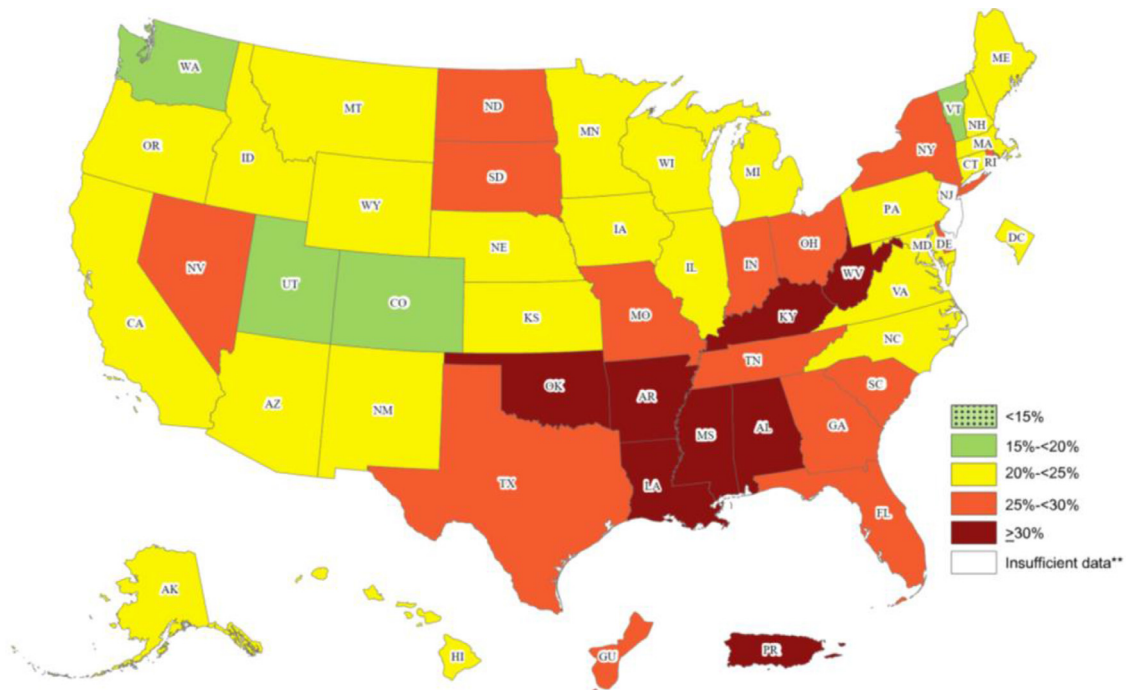 WA
MT
ND
MN
ME
VT
NH
OR
ID
SD
WI
MI
NY
MA
CT
RI
WY
NE
IA
PA
NJ
NV
UT
CO
KS
MO
IL
IN
OH
WV
MD
DE
DC
VA
CA
KY
NC
AZ
NM
OK
AR
TN
SC
MS
AL
GA
TX
LA
FL
<15%
15%-<20%
20%-<25%
25%-<30%
≥30%
Insufficient data**
AK
HI
GU
PR